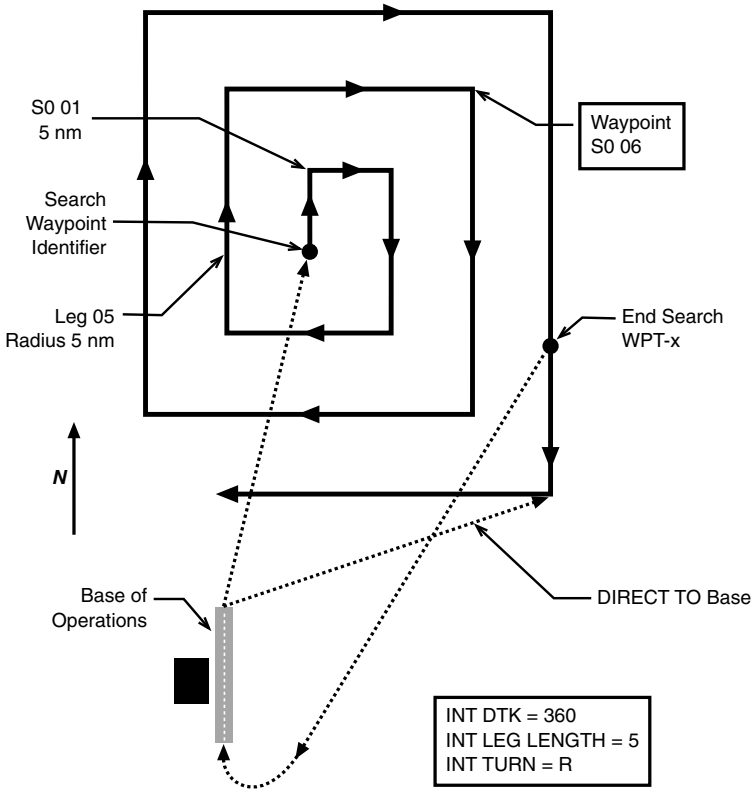 S0 01
5 nm
Waypoint
S0 06
Search
Waypoint
Identifier
Leg 05
Radius 5 nm
End Search
WPT-x
N
Base of
Operations
DIRECT TO Base
INT DTK = 360
INT LEG LENGTH = 5
INT TURN = R